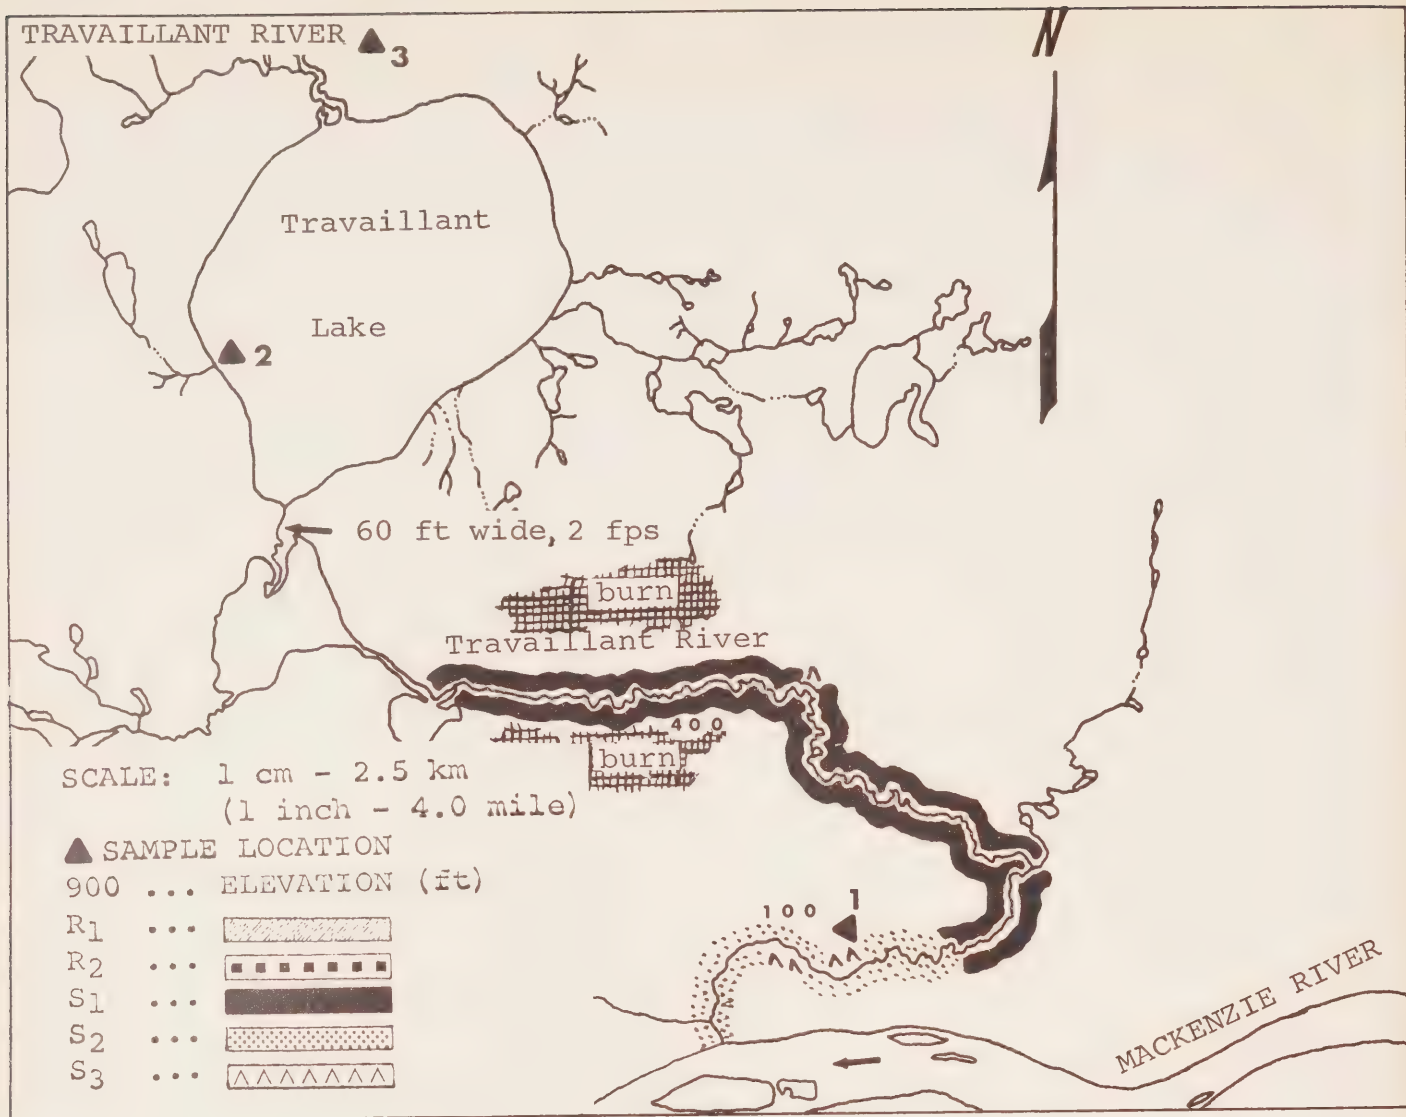 TRAVAILLANT RIVER
3
N
Travaillant
Lake
2
60 ft wide, 2 fps
burn
Travaillant River
400
burn
SCALE: 1 cm - 2.5 km
(1 inch - 4.0 mile)
SAMPLE LOCATION
900 ... ELEVATION (ft)
R1 ...
R2 ...
S1 ...
S2 ...
S3 ...
100
1
MACKENZIE RIVER